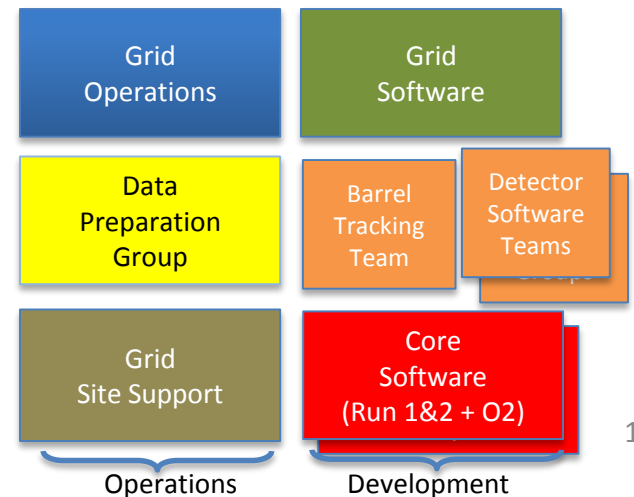 Grid
Operations
Grid
Software
Data
Preparation
Group
Barrel
Tracking
Team
Detector
Software
Teams
Grid
Site Support
Core
Software
(Run 1&2 + O2)
1
Operations
Development